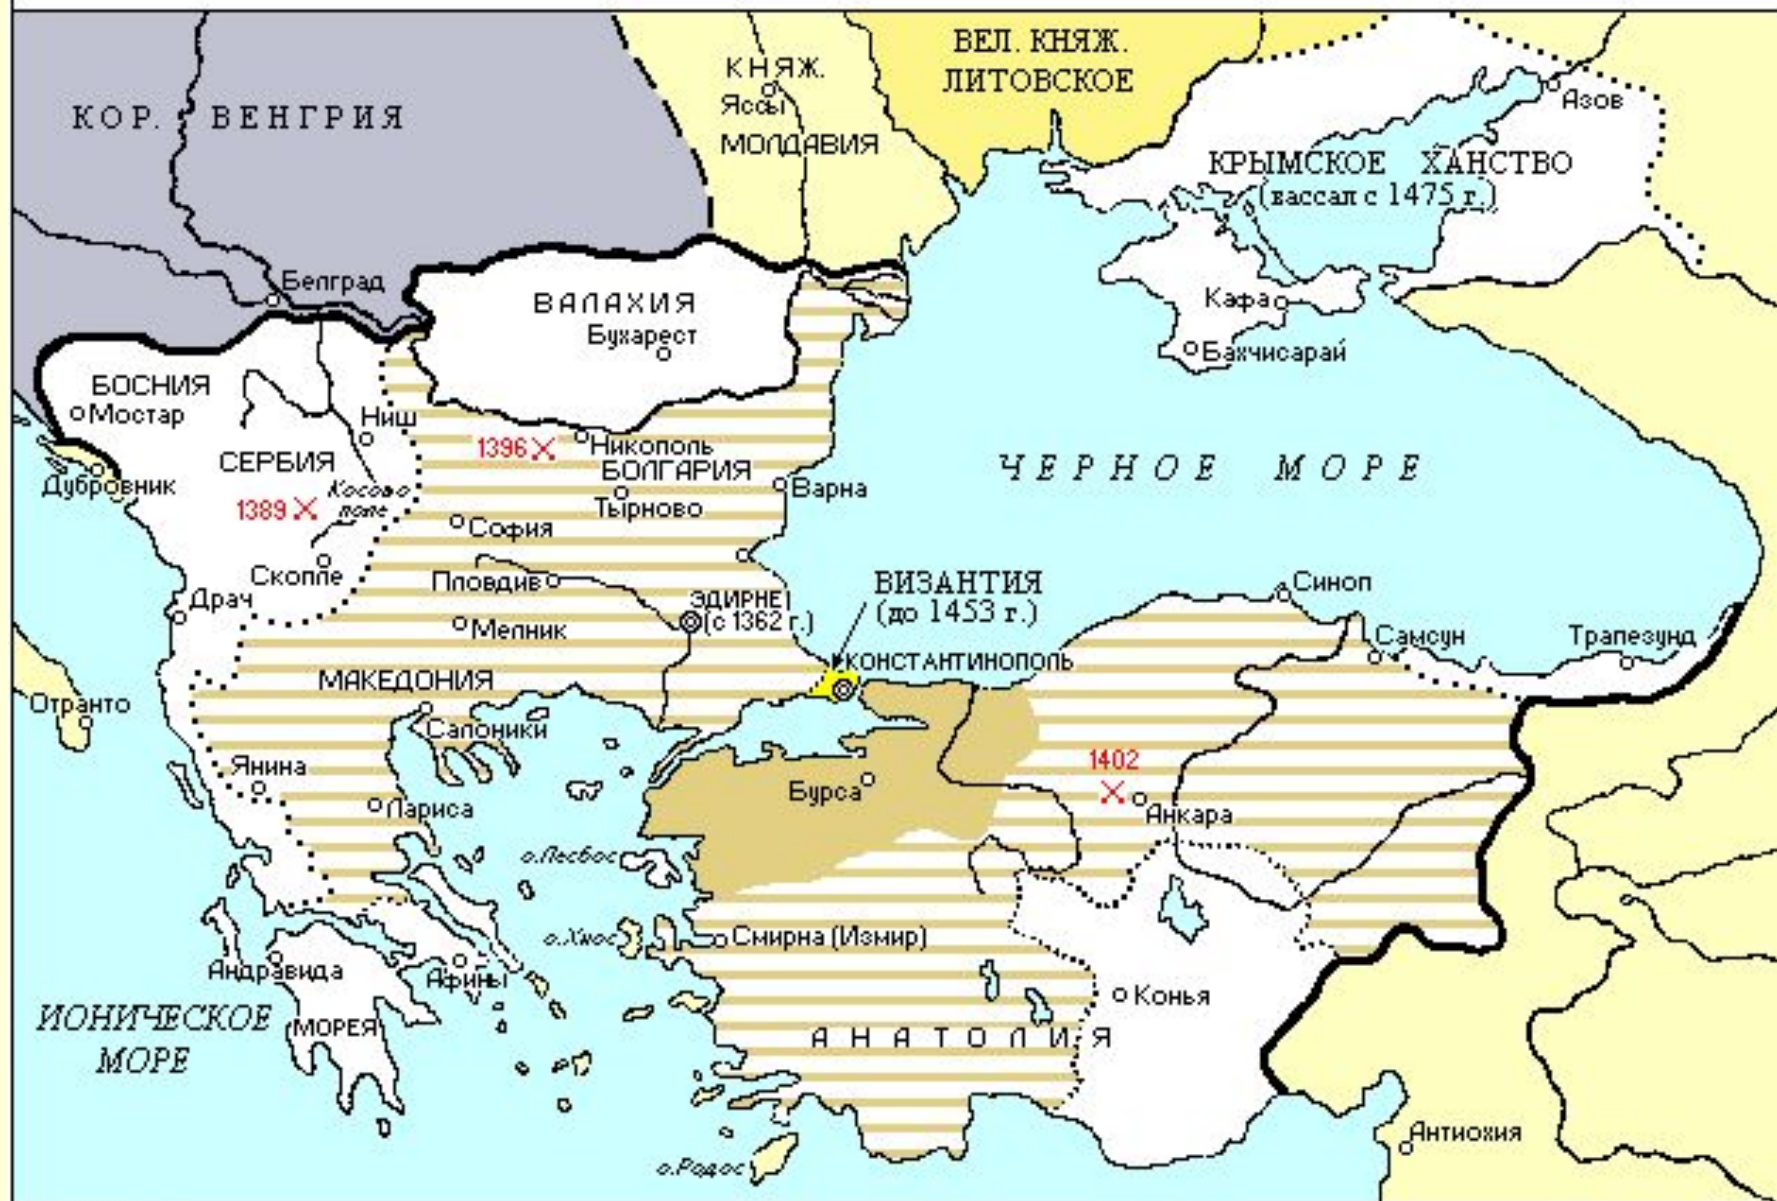 ВЕЛ. КНЯЖ.
ЛИТОВСКОЕ
КНЯЖ.
Яссы
МОЛДАВИЯ
КОР. ВЕНГРИЯ
Азов
КРЫМСКОЕ ХАНСТВО
(вассал с 1475 г.)
Белград
ВАЛАХИЯ
Бухарест
Кафа
Бахчисарай
БОСНИЯ
Мостар
Ниш
СЕРБИЯ
1396
Никополь
БОЛГАРИЯ
Тырново
Варна
ЧЕРНОЕ МОРЕ
Дубровник
1389
Косово
поле
София
Скопле
Пловдив
Драч
Мелник
ЭДИРНЕ
(с 1362 г.)
ВИЗАНТИЯ
(до 1453 г.)
КОНСТАНТИНОПОЛЬ
Синоп
Самсун
Трапезунд
МАКЕДОНИЯ
Отранто
Салоники
Янина
Лариса
Бурса
1402
Анкара
о.Лесбос
о.Хиос
Смирна (Измир)
Андравида
Афины
Конья
ИОНИЧЕСКОЕ
МОРЕ
МОРЕЯ
АНАТОЛИЯ
Антиохия
о.Родос